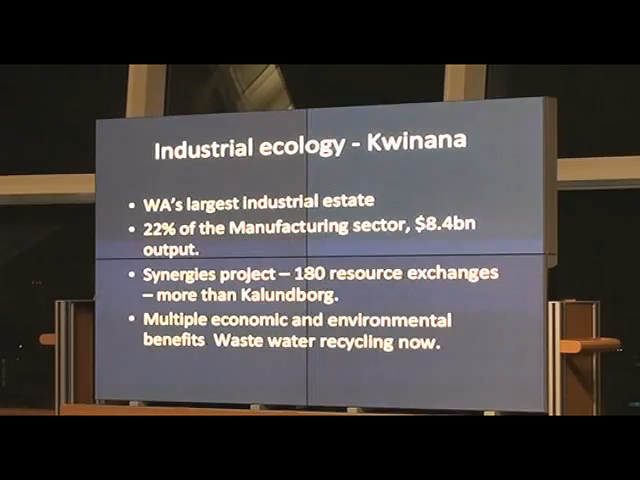 Industrial ecology - Kwinana
• WA's largest industrial estate
• 22% of the Manufacturing sector, $8.4bn
output.
• Synergies project – 180 resource exchanges
– more than Kalundborg.
• Multiple economic and environmental
benefits Waste water recycling now.